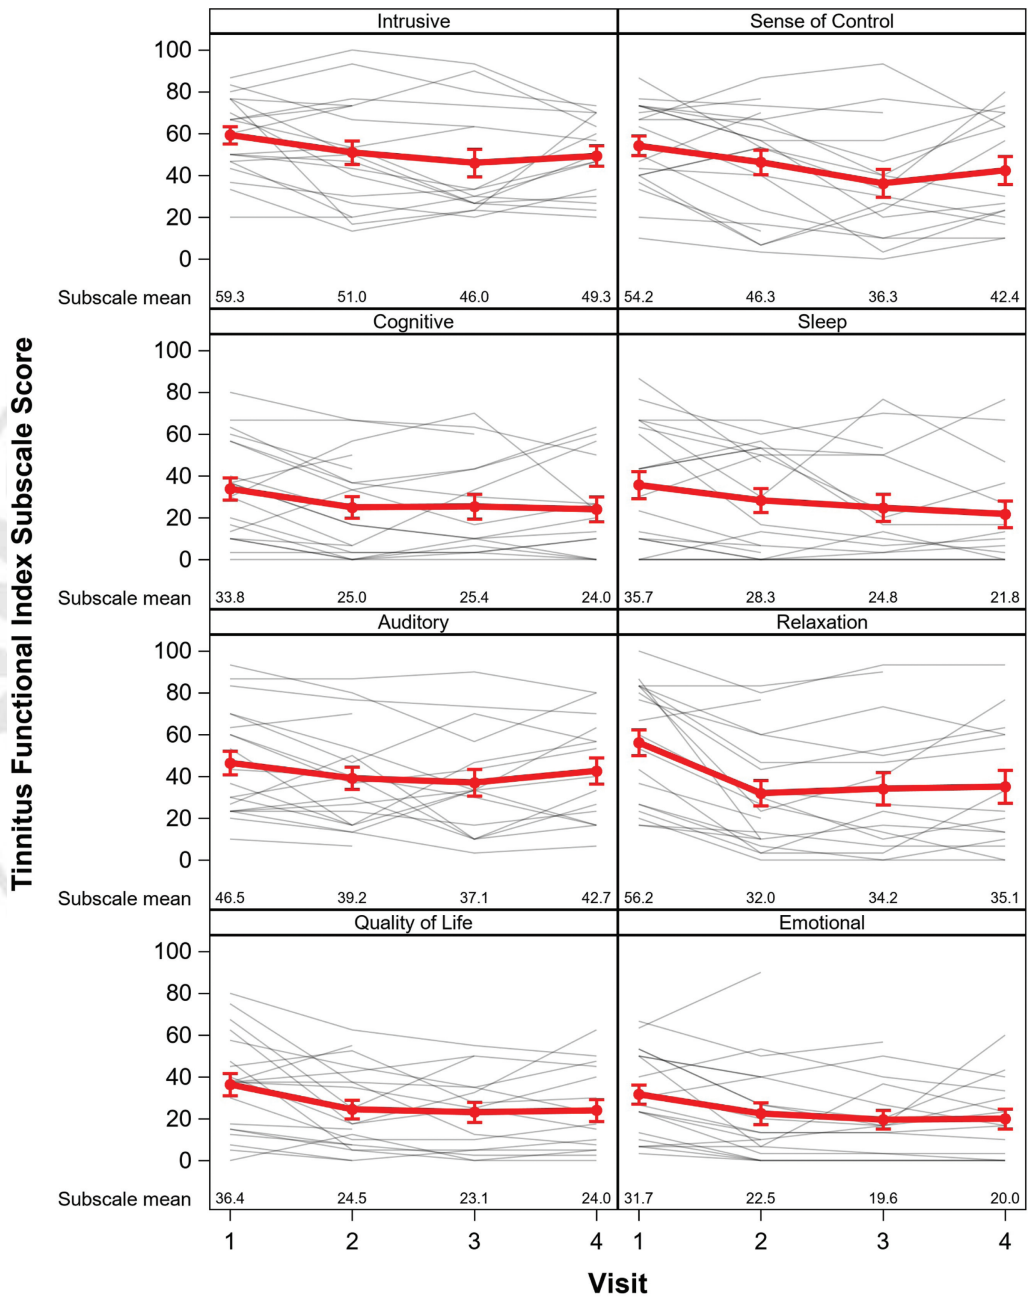 Tinnitus Functional Index Subscale Score
Intrusive
Sense of Control
100
80
60
40
20
0
Subscale mean
59.3 51.0 46.0 49.3
54.2 46.3 36.3 42.4
Cognitive
Sleep
100
80
60
40
20
0
Subscale mean
33.8 25.0 25.4 24.0
35.7 28.3 24.8 21.8
Auditory
Relaxation
100
80
60
40
20
0
Subscale mean
46.5 39.2 37.1 42.7
56.2 32.0 34.2 35.1
Quality of Life
Emotional
100
80
60
40
20
0
Subscale mean
36.4 24.5 23.1 24.0
31.7 22.5 19.6 20.0
1 2 3 4
1 2 3 4
Visit